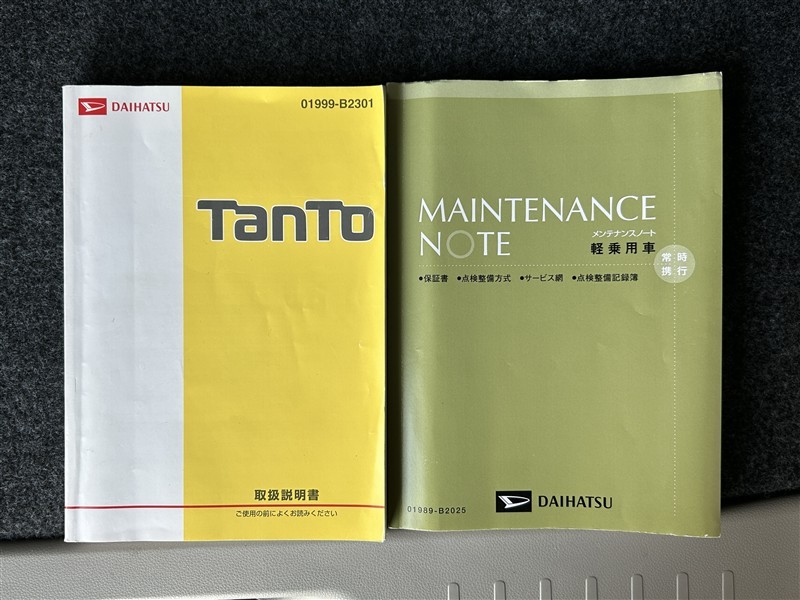 DAIHATSU
01999-B2301
TanTo
取扱説明書
ご使用の前によくお読みください
MAINTENANCE
NOTE
メンテナンスノート
軽乗用車
常時
携行
●保証書 ●点検整備方式 ●サービス網 ●点検整備記録簿
01989-B2025
DAIHATSU